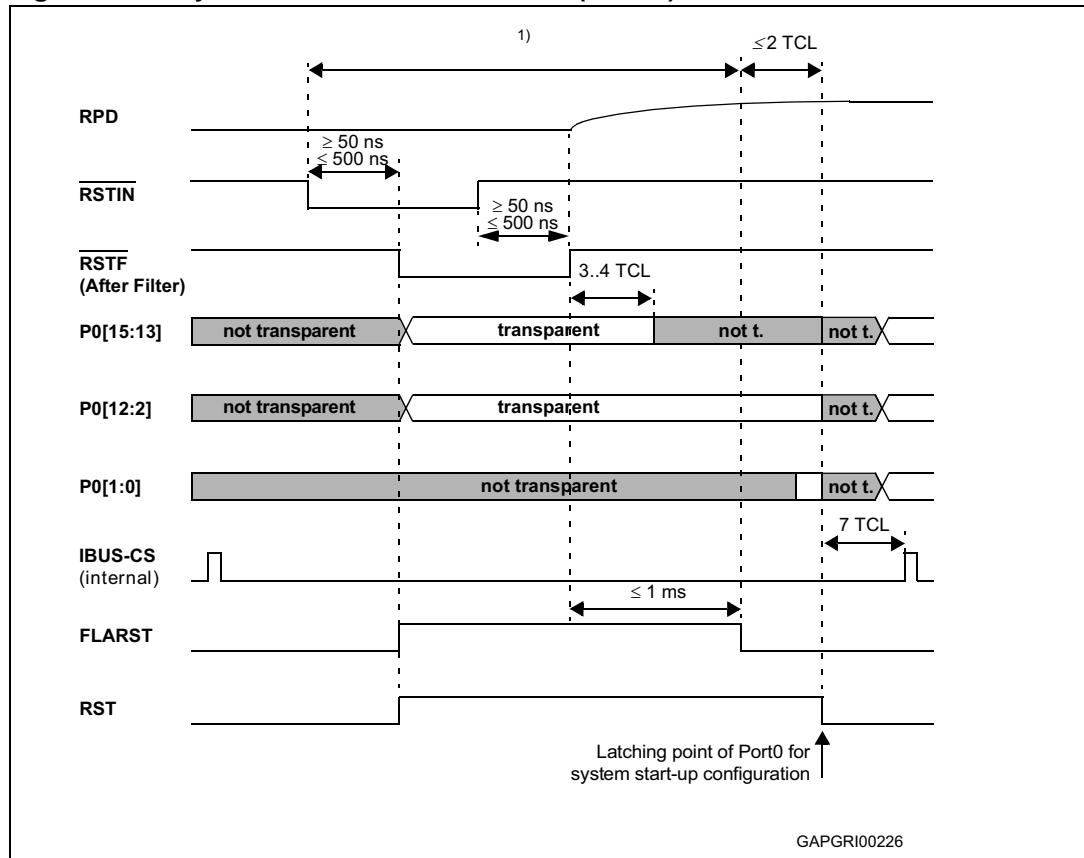 1)
≤2 TCL
RPD
≥ 50 ns
≤ 500 ns
RSTIN
≥ 50 ns
≤ 500 ns
RSTF
(After Filter)
3..4 TCL
P0[15:13] not transparent transparent not t. not t.
P0[12:2] not transparent transparent not t.
P0[1:0] not transparent not t.
7 TCL
IBUS-CS
(internal)
≤ 1 ms
FLARST
RST
Latching point of Port0 for
system start-up configuration
GAPGRI00226